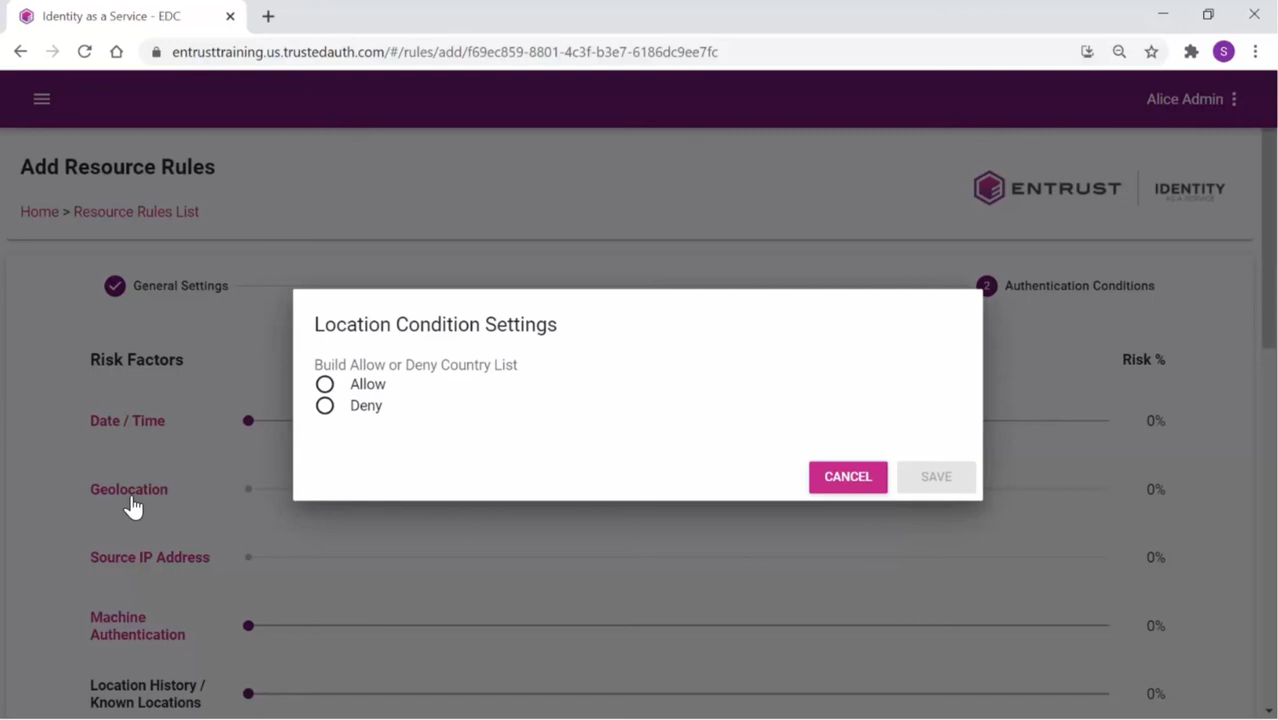 Identity as a Service - EDC
entrusttraining.us.trustedauth.com/#/rules/add/f69ec859-8801-4c3f-b3e7-6186dc9ee7fc
S
Alice Admin
Add Resource Rules
Home > Resource Rules List
ENTRUST
IDENTITY
AS A SERVICE
General Settings
2 Authentication Conditions
Location Condition Settings
Build Allow or Deny Country List
Allow
Deny
CANCEL SAVE
Risk Factors
Risk %
Date / Time
0%
Geolocation
0%
Source IP Address
0%
Machine
Authentication
0%
Location History /
Known Locations
0%